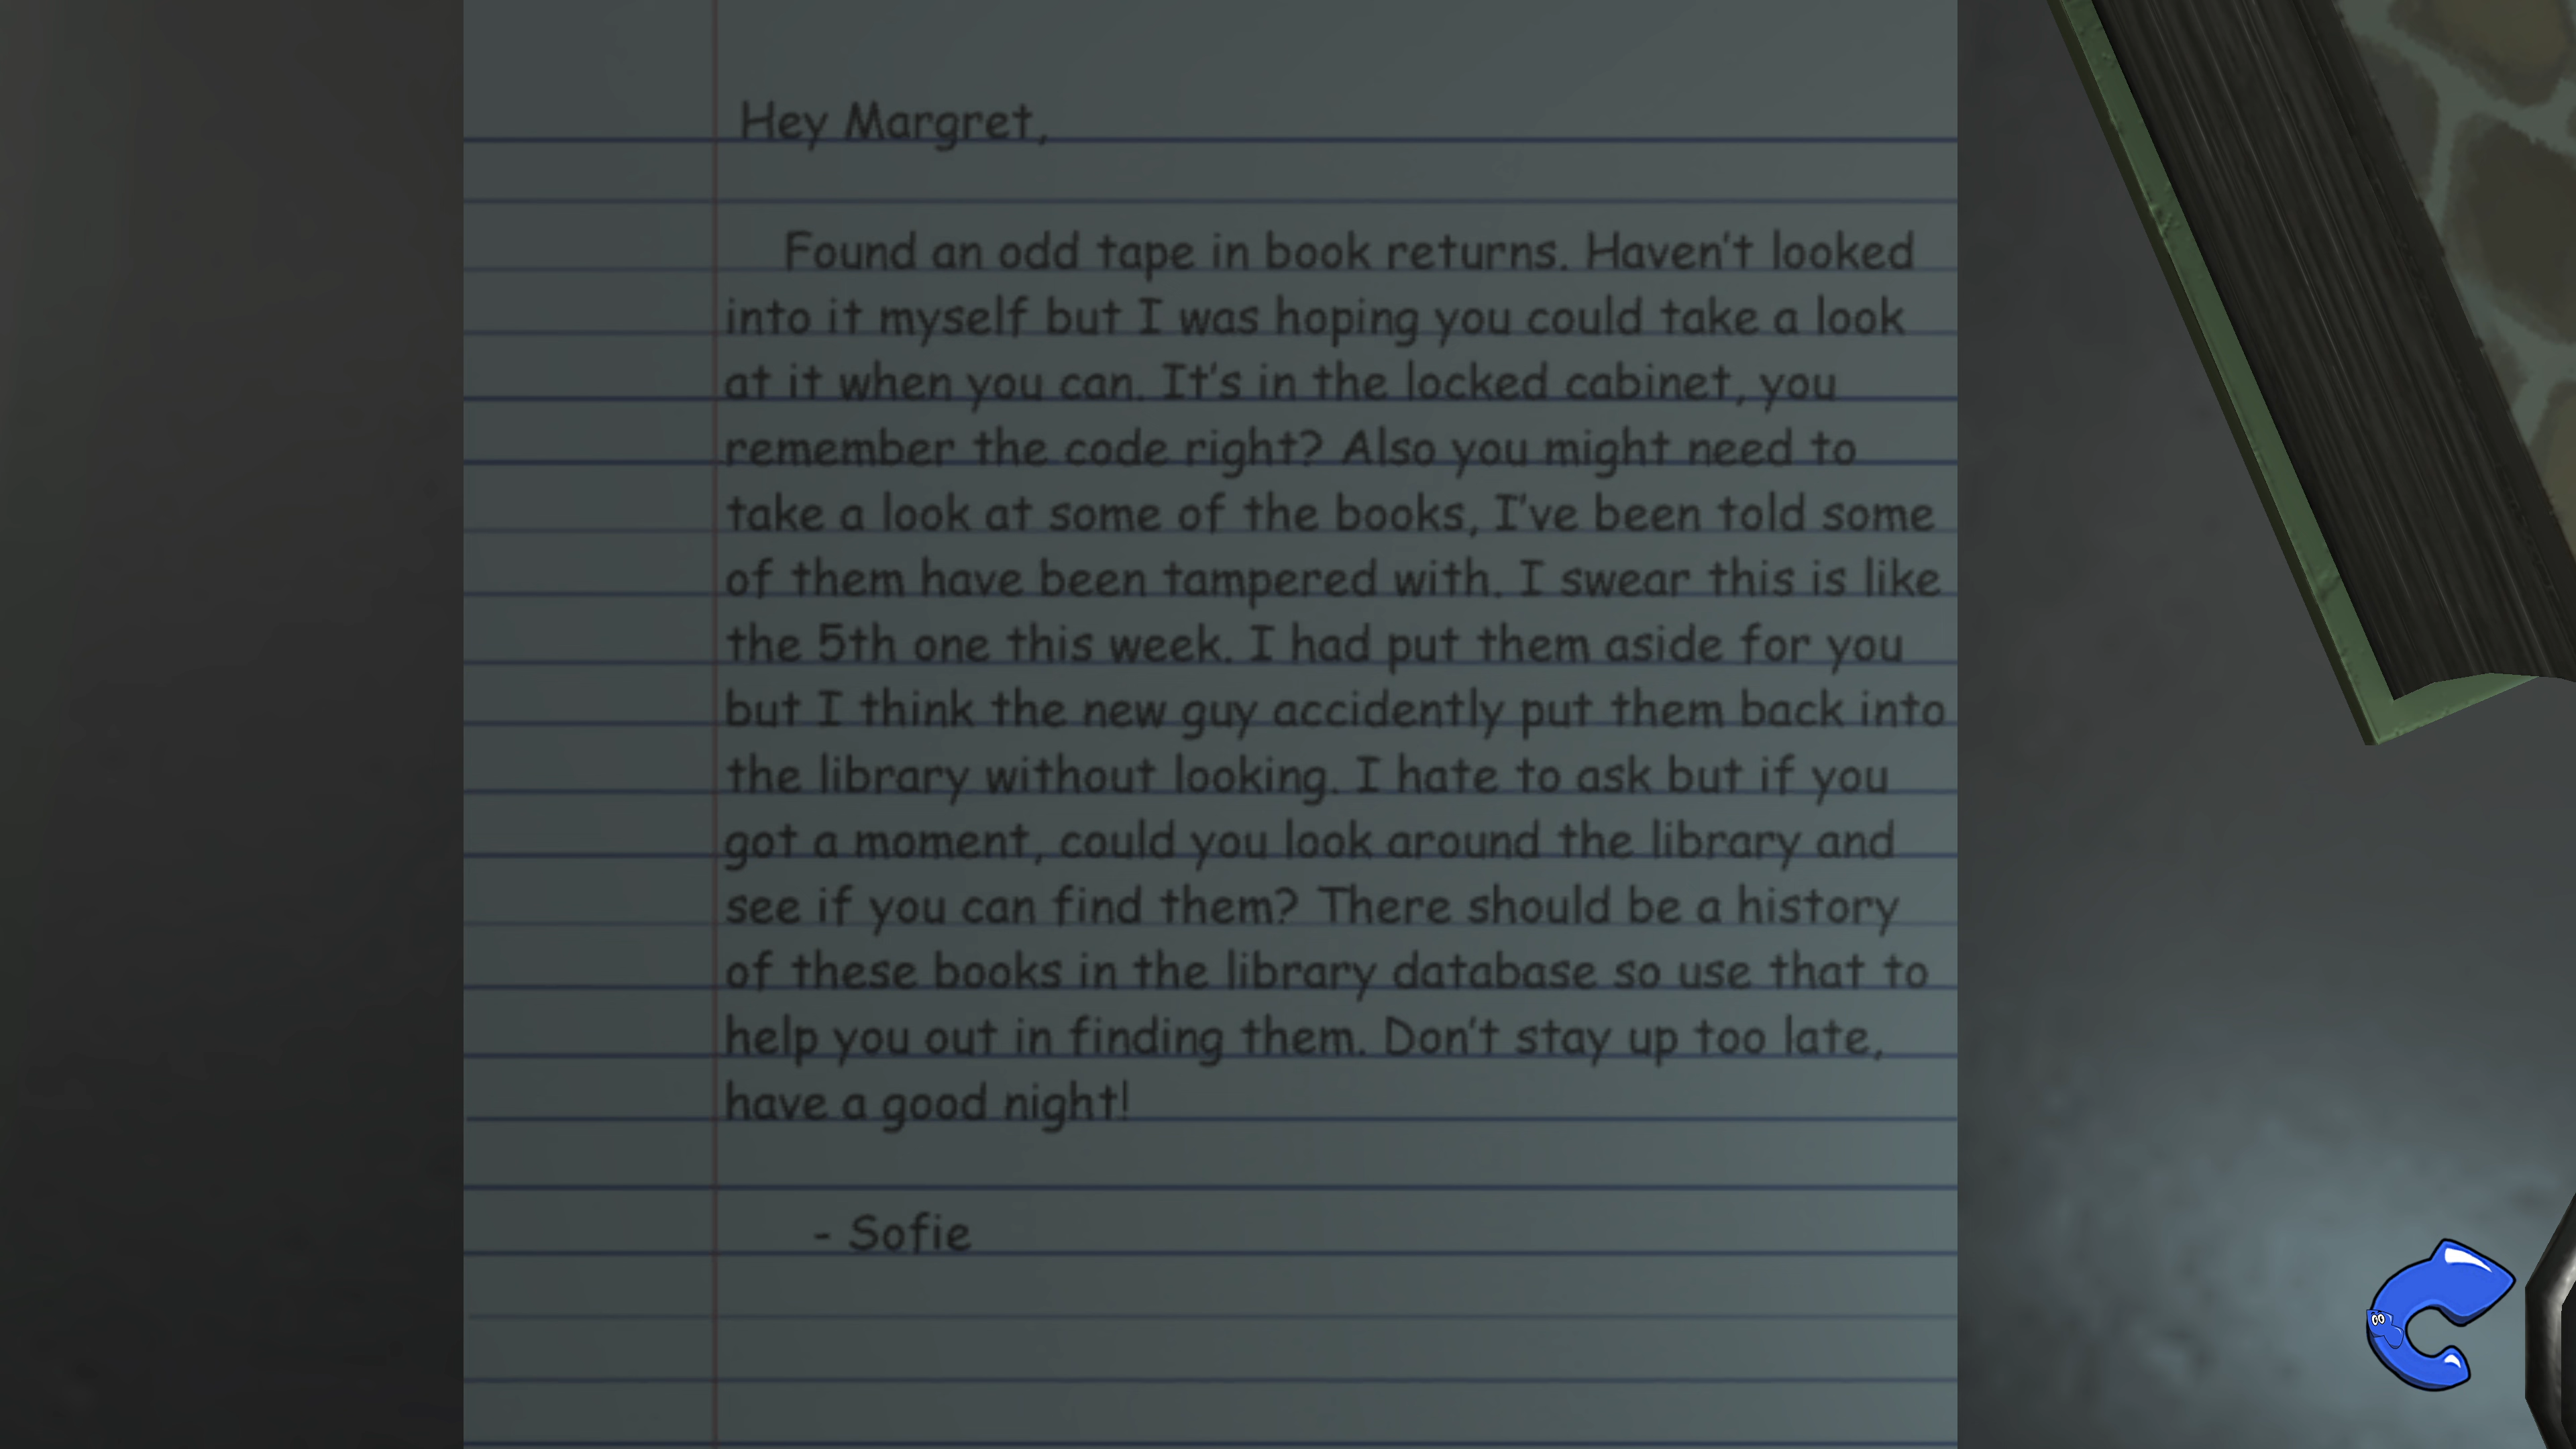 Hey Margret,
Found an odd tape in book returns. Haven't looked
into it myself but I was hoping you could take a look
at it when you can. It's in the locked cabinet, you
remember the code right? Also you might need to
take a look at some of the books, I've been told some
of them have been tampered with. I swear this is like
the 5th one this week. I had put them aside for you
but I think the new guy accidently put them back into
the library without looking. I hate to ask but if you
got a moment, could you look around the library and
see if you can find them? There should be a history
of these books in the library database so use that to
help you out in finding them. Don't stay up too late,
have a good night!
- Sofie